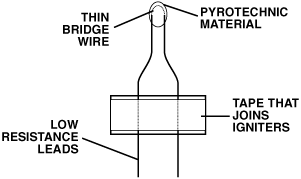 THIN
BRIDGE
WIRE
PYROTECHNIC
MATERIAL
TAPE THAT
JOINS
IGNITERS
LOW
RESISTANCE
LEADS